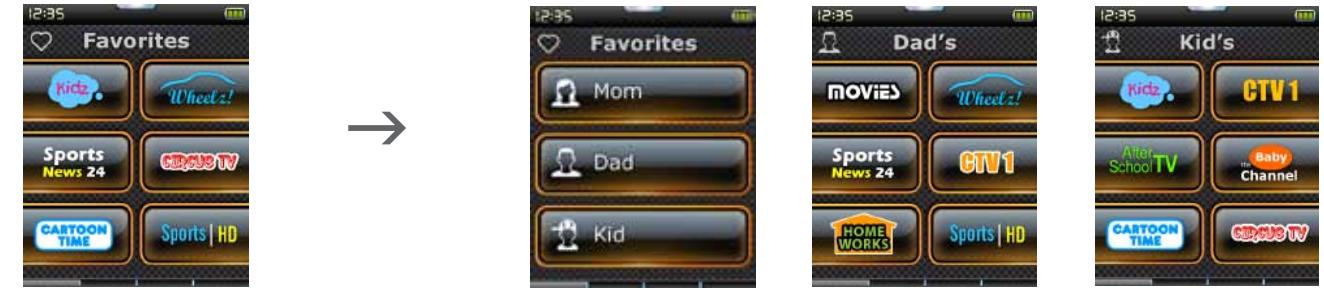 12:35
Favorites
Kidz
Wheelz!
Sports
News 24
CIRCUS TV
CARTOON
TIME
Sports | HD
→
12:35
Favorites
Mom
Dad
Kid
12:35
Dad's
MOViES
Wheelz!
Sports
News 24
CTV 1
HOME
WORKS
Sports | HD
12:35
Kid's
Kidz
CTV 1
After
School TV
the Baby
Channel
CARTOON
TIME
CIRCUS TV